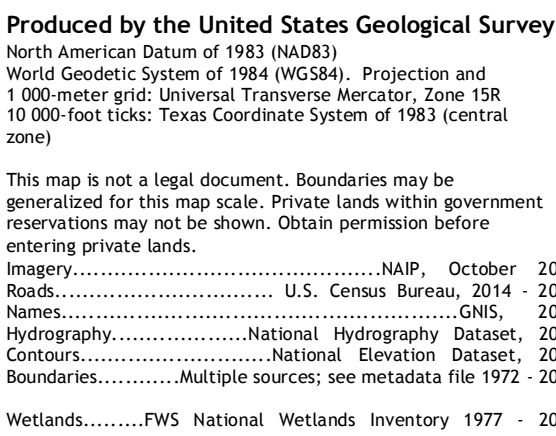 Produced by the United States Geological Survey
North American Datum of 1983 (NAD83)
World Geodetic System of 1984 (WGS84). Projection and
1 000-meter grid: Universal Transverse Mercator, Zone 15R
10 000-foot ticks: Texas Coordinate System of 1983 (central
zone)
This map is not a legal document. Boundaries may be
generalized for this map scale. Private lands within government
reservations may not be shown. Obtain permission before
entering private lands.
Imagery.............................................NAIP, October 20
Roads................................ U.S. Census Bureau, 2014 - 20
Names...........................................................GNIS, 20
Hydrography....................National Hydrography Dataset, 20
Contours............................National Elevation Dataset, 20
Boundaries............Multiple sources; see metadata file 1972 - 20
Wetlands.........FWS National Wetlands Inventory 1977 - 20